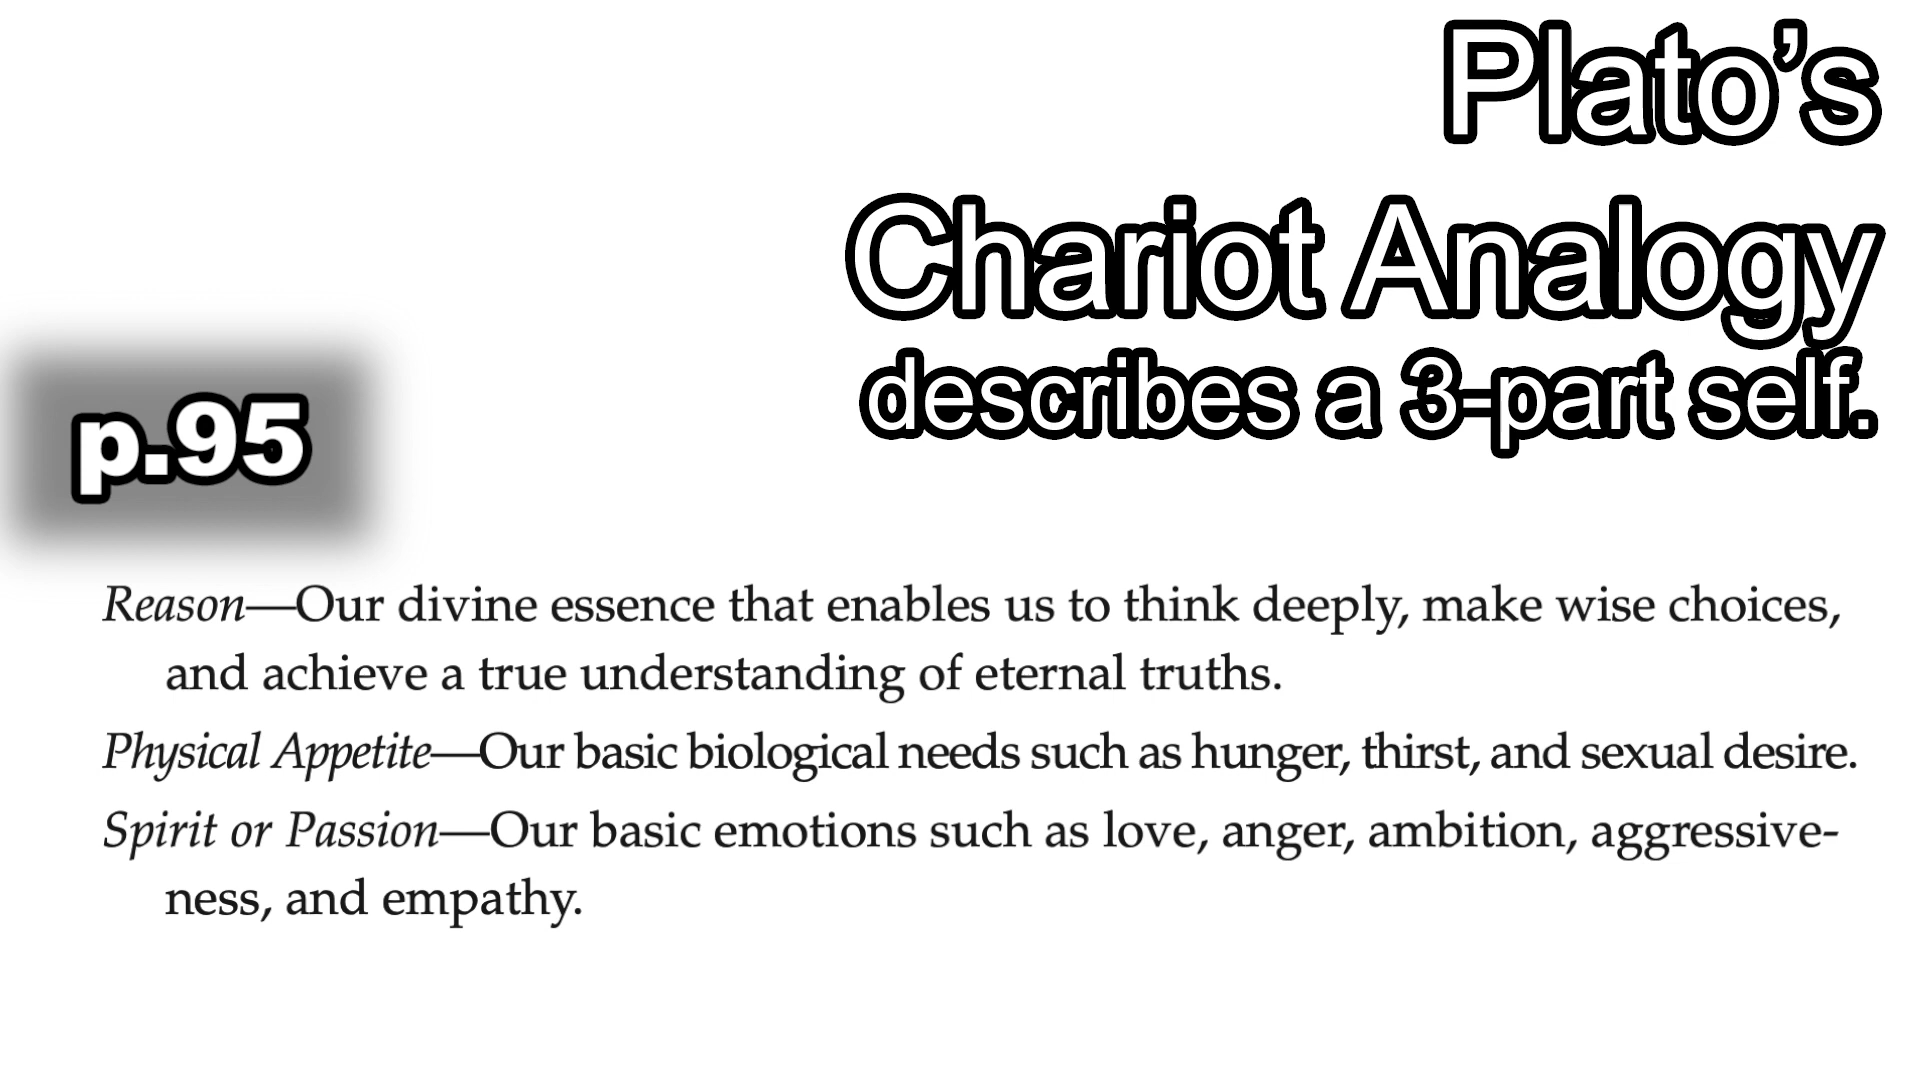 Plato’s
Chariot Analogy
describes a 3-part self.
p.95
Reason—Our divine essence that enables us to think deeply, make wise choices,
and achieve a true understanding of eternal truths.
Physical Appetite—Our basic biological needs such as hunger, thirst, and sexual desire.
Spirit or Passion—Our basic emotions such as love, anger, ambition, aggressive-
ness, and empathy.